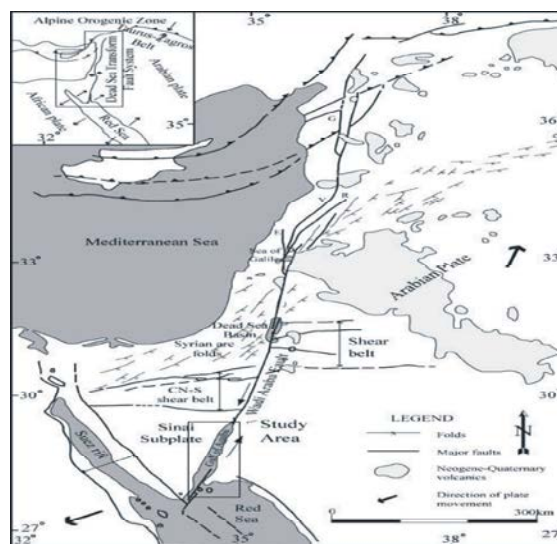 35
38
Alpine Orogenic Zone
Taurus-Zagros
Belt
Dead Sea Transform
Fault System
Arabian plate
African plate
Red Sea
32
35
36
G
Y
R
E
Mediterranean Sea
Sea of
Galilee
33
33
Arabian Plate
Dead Sea
Basin
Syrian arc
folds
Shear
belt
30
30
CN-S
shear belt
Wadi Araba Fault
Sinai
Subplate
Study
Area
Suez rift
Red
Sea
LEGEND
N
Folds
Major faults
Neogene-Quaternary
volcanics
Direction of plate
movement
0
300km
27
32
35
38
27